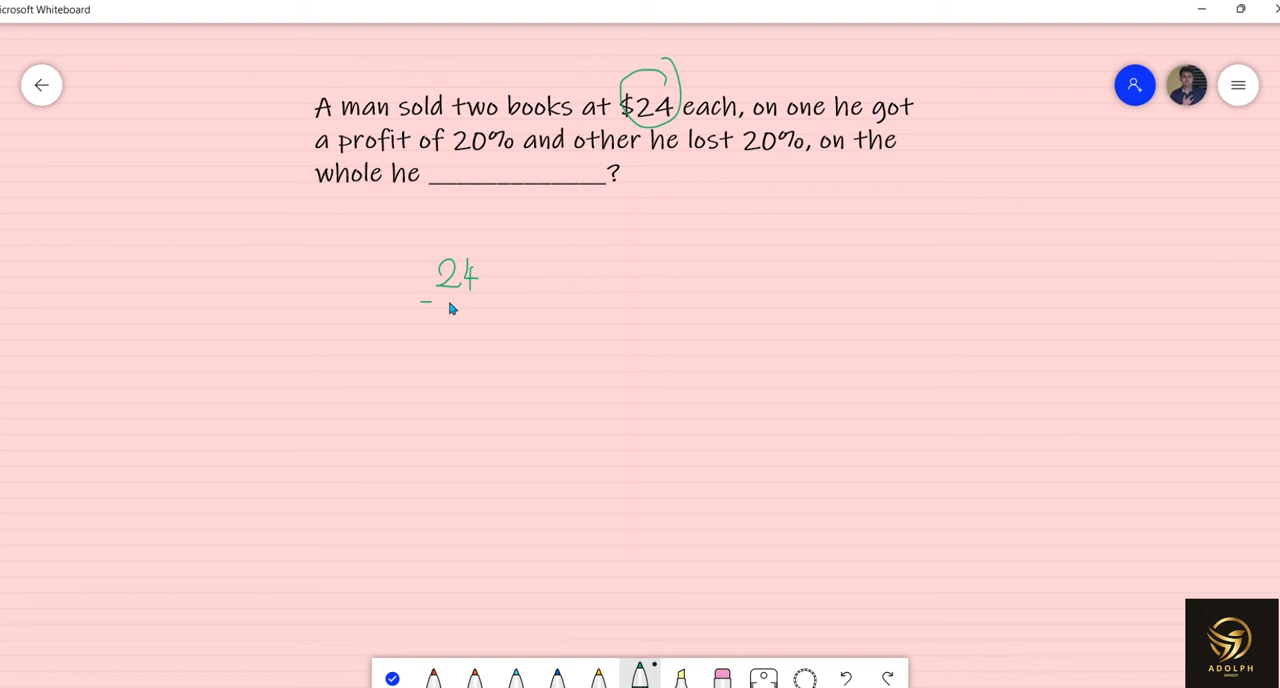 icrosoft Whiteboard
A man sold two books at $24 each, on one he got
a profit of 20% and other he lost 20%, on the
whole he _____________?
24
-
ADOLPH